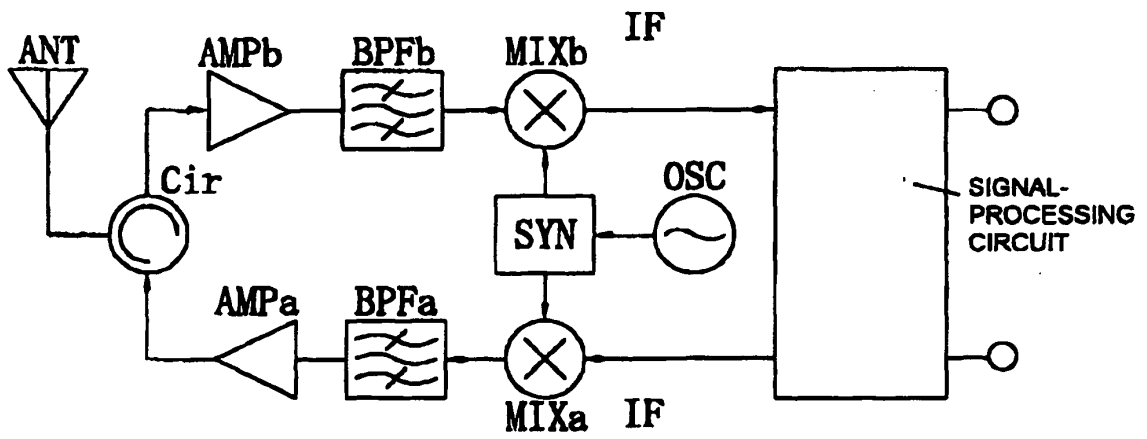 IF
ANT
AMPb
BPFb
MIXb
Cir
OSC
SYN
SIGNAL-
PROCESSING
CIRCUIT
AMPa
BPFa
MIXa
IF